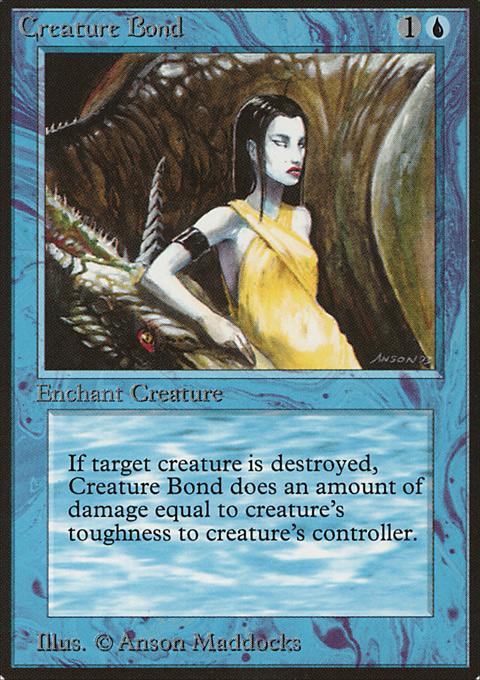 Creature Bond 1
ANSON 93
Enchant Creature
If target creature is destroyed,
Creature Bond does an amount of
damage equal to creature's
toughness to creature's controller.
Illus. © Anson Maddocks